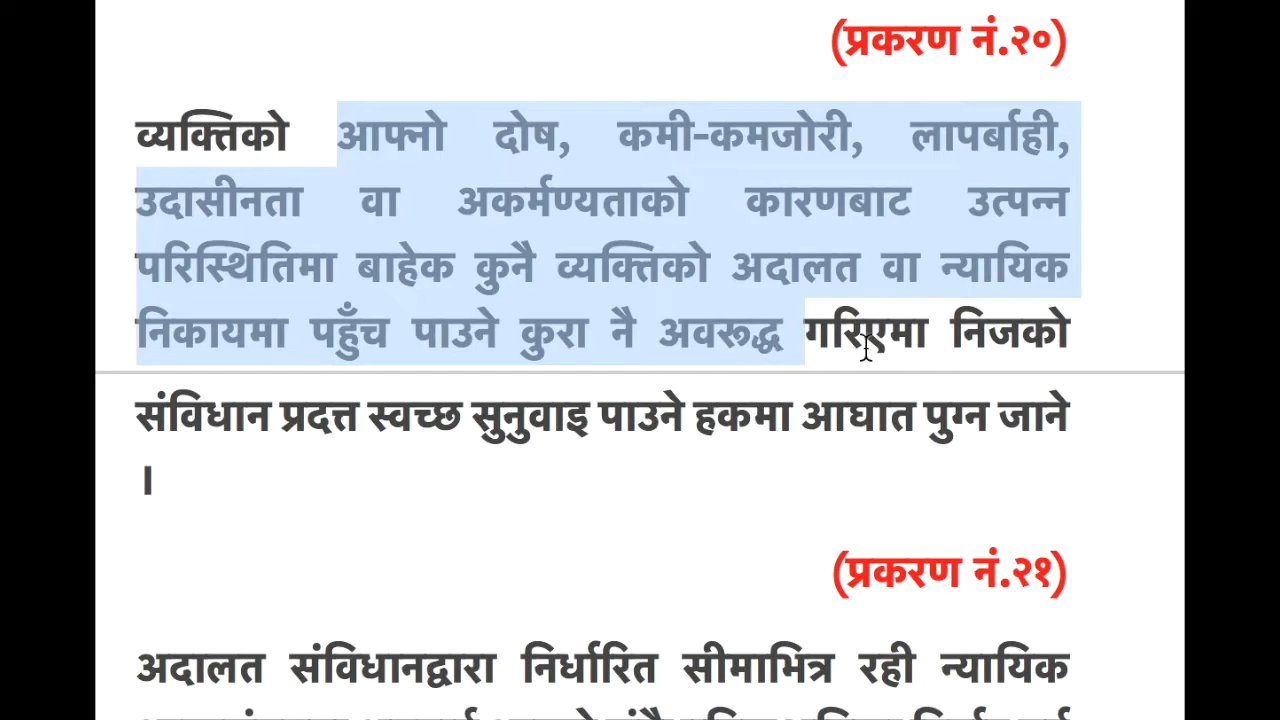 (प्रकरण नं.२०)
व्यक्तिको आफ्नो दोष, कमी-कमजोरी, लापर्बाही,
उदासीनता वा अकर्मण्यताको कारणबाट उत्पन्न
परिस्थितिमा बाहेक कुनै व्यक्तिको अदालत वा न्यायिक
निकायमा पहुँच पाउने कुरा नै अवरूद्ध गरिएमा निजको
संविधान प्रदत्त स्वच्छ सुनुवाइ पाउने हकमा आघात पुग्न जाने
।
(प्रकरण नं.२१)
अदालत संविधानद्वारा निर्धारित सीमाभित्र रही न्यायिक